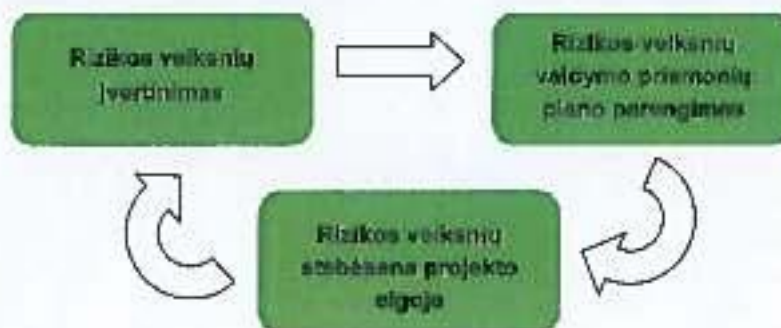 Rizikos veiksnių
įvertinimas
Rizikos veiksnių
valdymo priemonių
plano parengimas
Rizikos veiksnių
stebėsena projekto
eigoje